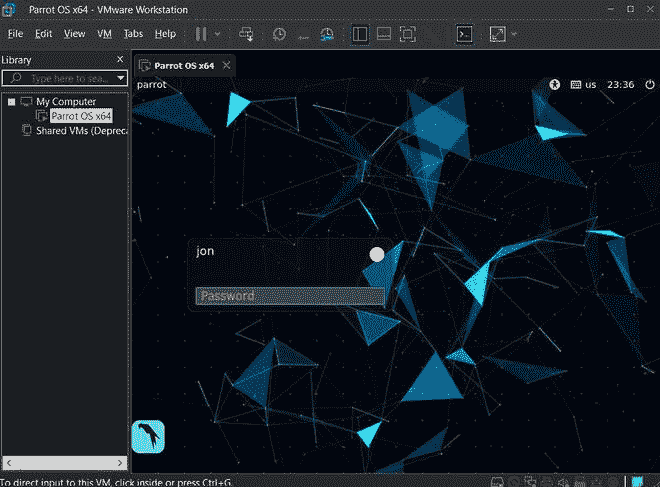 Parrot OS x64 - VMware Workstation
File Edit View VM Tabs Help
Library
Type here to sea...
My Computer
Parrot OS x64
Shared VMs (Depreca
Parrot OS x64
parrot
us 23:36
jon
Password
To direct input to this VM, click inside or press Ctrl+G.